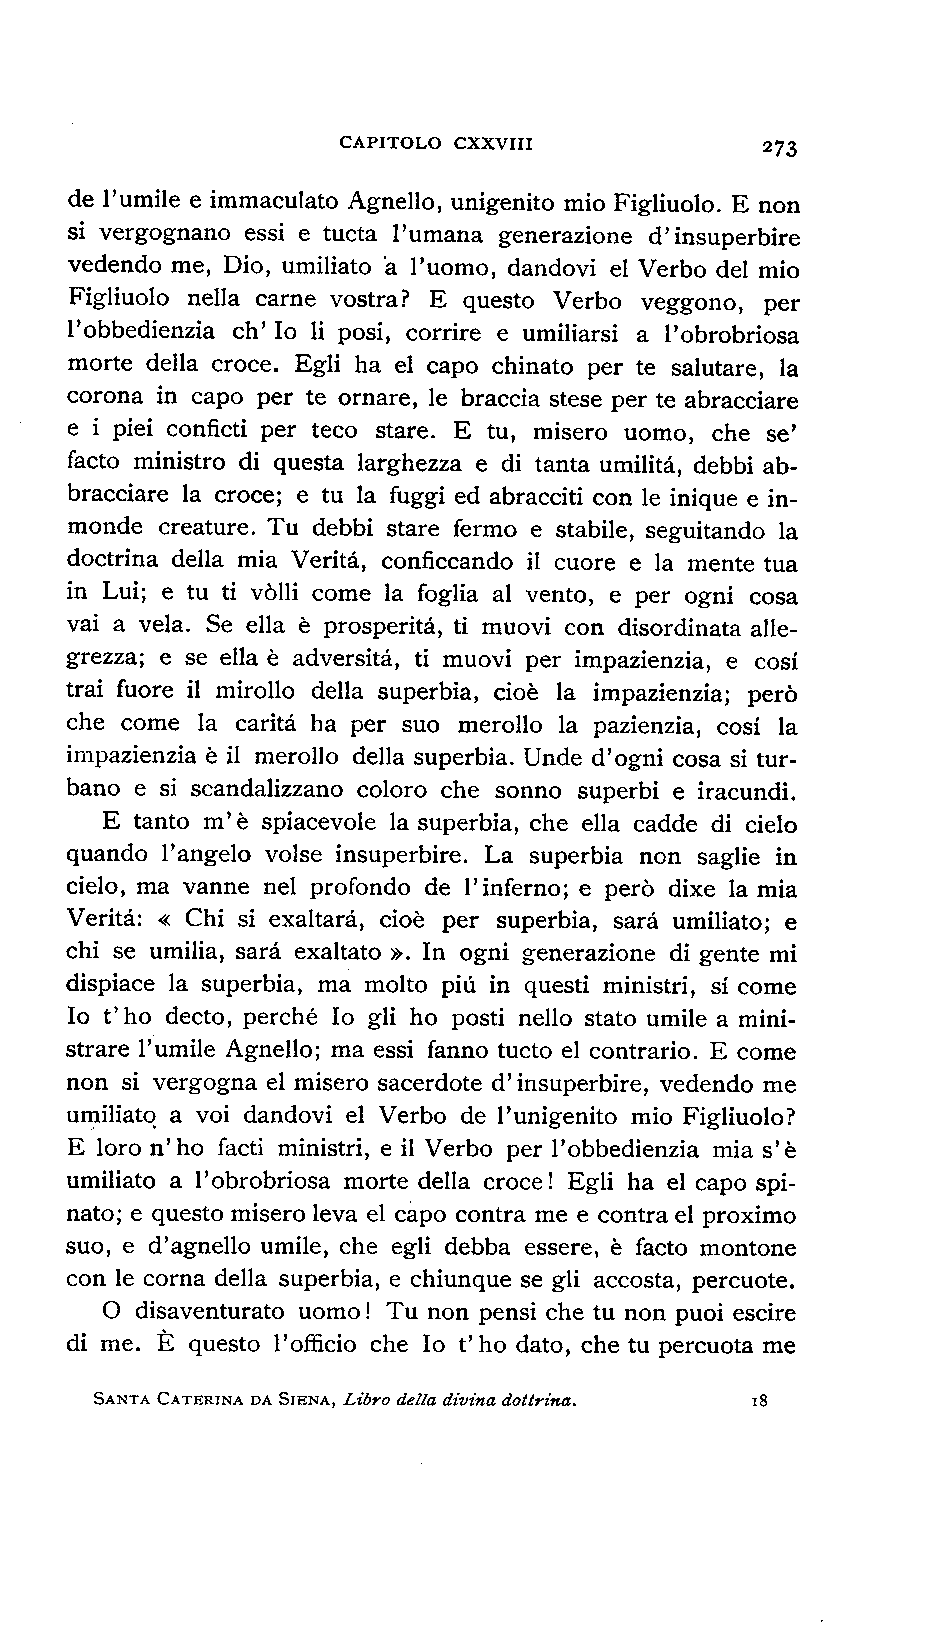 CAPITOLO CXXVIII 273
de l'umile e immaculato Agnello, unigenito mio Figliuolo. E non
si vergognano essi e tucta l'umana generazione d'insuperbire
vedendo me, Dio, umiliato a l'uomo, dandovi el Verbo del mio
Figliuolo nella carne vostra? E questo Verbo veggono, per
l'obbedienzia ch' Io li posi, corrire e umiliarsi a l'obrobriosa
morte della croce. Egli ha el capo chinato per te salutare, la
corona in capo per te ornare, le braccia stese per te abracciare
e i piei conficti per teco stare. E tu, misero uomo, che se'
facto ministro di questa larghezza e di tanta umilitá, debbi ab-
bracciare la croce; e tu la fuggi ed abracciti con le inique e in-
monde creature. Tu debbi stare fermo e stabile, seguitando la
doctrina della mia Veritá, conficcando il cuore e la mente tua
in Lui; e tu ti vòlli come la foglia al vento, e per ogni cosa
vai a vela. Se ella è prosperitá, ti muovi con disordinata alle-
grezza; e se ella è adversitá, ti muovi per impazienzia, e cosí
trai fuore il mirollo della superbia, cioè la impazienzia; però
che come la caritá ha per suo merollo la pazienzia, cosí la
impazienzia è il merollo della superbia. Unde d'ogni cosa si tur-
bano e si scandalizzano coloro che sonno superbi e iracundi.
E tanto m'è spiacevole la superbia, che ella cadde di cielo
quando l'angelo volse insuperbire. La superbia non saglie in
cielo, ma vanne nel profondo de l'inferno; e però dixe la mia
Veritá: « Chi si exaltará, cioè per superbia, sará umiliato; e
chi se umilia, sará exaltato ». In ogni generazione di gente mi
dispiace la superbia, ma molto piú in questi ministri, sí come
Io t'ho decto, perché Io gli ho posti nello stato umile a mini-
strare l'umile Agnello; ma essi fanno tucto el contrario. E come
non si vergogna el misero sacerdote d'insuperbire, vedendo me
umiliato a voi dandovi el Verbo de l'unigenito mio Figliuolo?
E loro n'ho facti ministri, e il Verbo per l'obbedienzia mia s'è
umiliato a l'obrobriosa morte della croce! Egli ha el capo spi-
nato; e questo misero leva el capo contra me e contra el proximo
suo, e d'agnello umile, che egli debba essere, è facto montone
con le corna della superbia, e chiunque se gli accosta, percuote.
O disaventurato uomo! Tu non pensi che tu non puoi escire
di me. È questo l'officio che Io t'ho dato, che tu percuota me
SANTA CATERINA DA SIENA, Libro della divina dottrina. 18